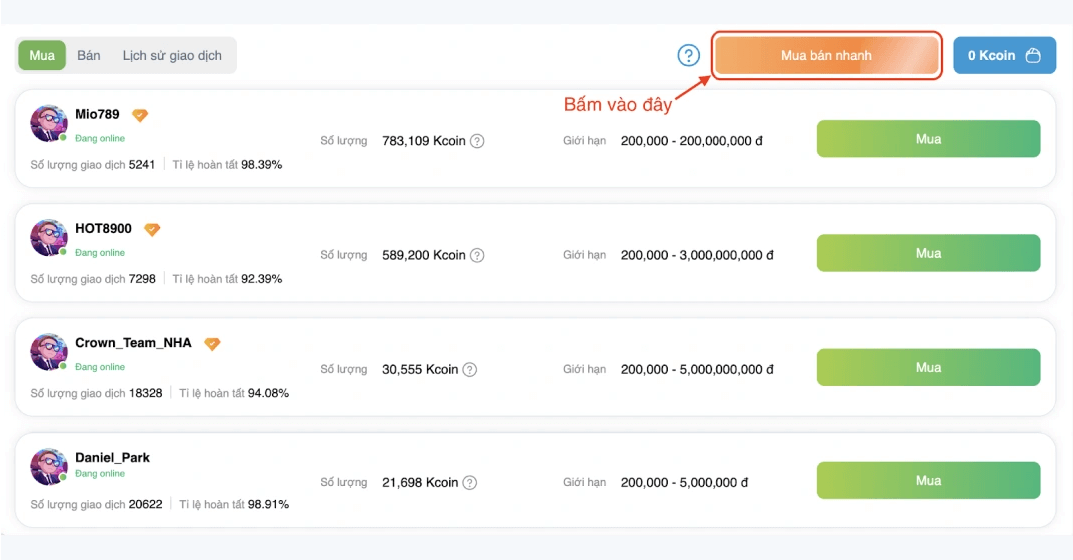 Mua Bán Lịch sử giao dịch ? Mua bán nhanh 0 Kcoin
Bấm vào đây
Mio789
Đang online
Số lượng 783,109 Kcoin ?
Giới hạn 200,000 - 200,000,000 đ
Mua
Số lượng giao dịch 5241 Tỉ lệ hoàn tất 98.39%
HOT8900
Đang online
Số lượng 589,200 Kcoin ?
Giới hạn 200,000 - 3,000,000,000 đ
Mua
Số lượng giao dịch 7298 Tỉ lệ hoàn tất 92.39%
Crown_Team_NHA
Đang online
Số lượng 30,555 Kcoin ?
Giới hạn 200,000 - 5,000,000,000 đ
Mua
Số lượng giao dịch 18328 Tỉ lệ hoàn tất 94.08%
Daniel_Park
Đang online
Số lượng 21,698 Kcoin ?
Giới hạn 200,000 - 5,000,000 đ
Mua
Số lượng giao dịch 20622 Tỉ lệ hoàn tất 98.91%